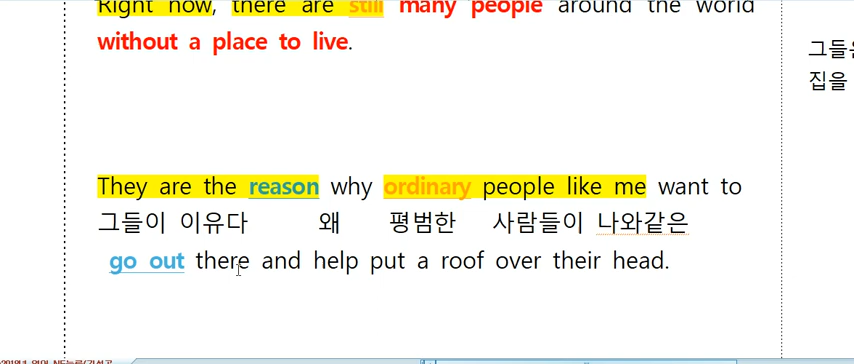 Right now, there are still many people around the world
without a place to live.
그들은
집을
They are the reason why ordinary people like me want to
그들이 이유다 왜 평범한 사람들이 나와같은
go out there and help put a roof over their head.